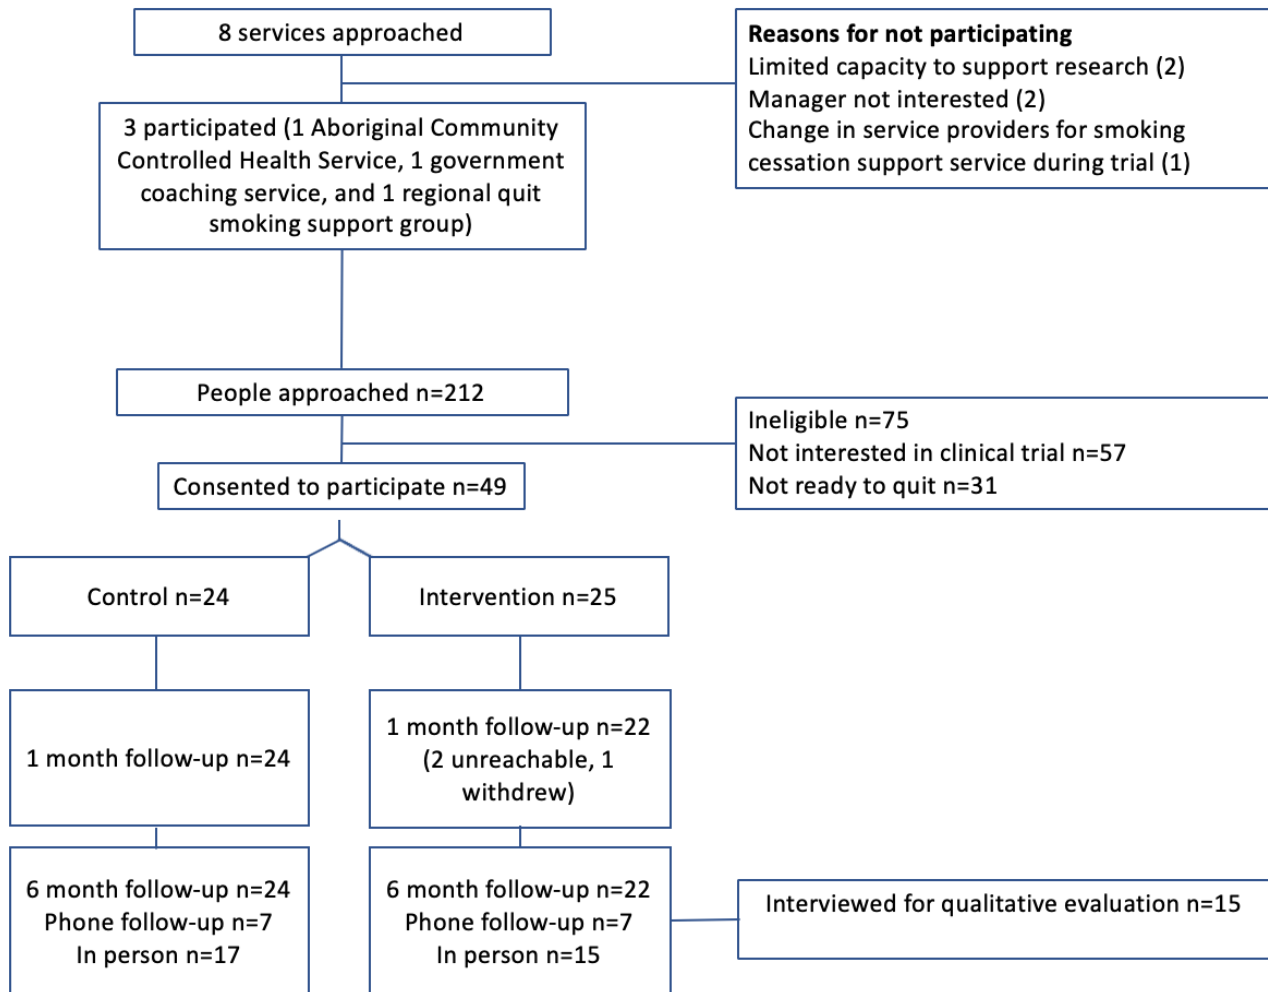 8 services approached
Reasons for not participating
Limited capacity to support research (2)
Manager not interested (2)
Change in service providers for smoking
cessation support service during trial (1)
3 participated (1 Aboriginal Community
Controlled Health Service, 1 government
coaching service, and 1 regional quit
smoking support group)
People approached n=212
Ineligible n=75
Not interested in clinical trial n=57
Not ready to quit n=31
Consented to participate n=49
Control n=24
Intervention n=25
1 month follow-up n=24
1 month follow-up n=22
(2 unreachable, 1
withdrew)
6 month follow-up n=24
Phone follow-up n=7
In person n=17
6 month follow-up n=22
Phone follow-up n=7
In person n=15
Interviewed for qualitative evaluation n=15